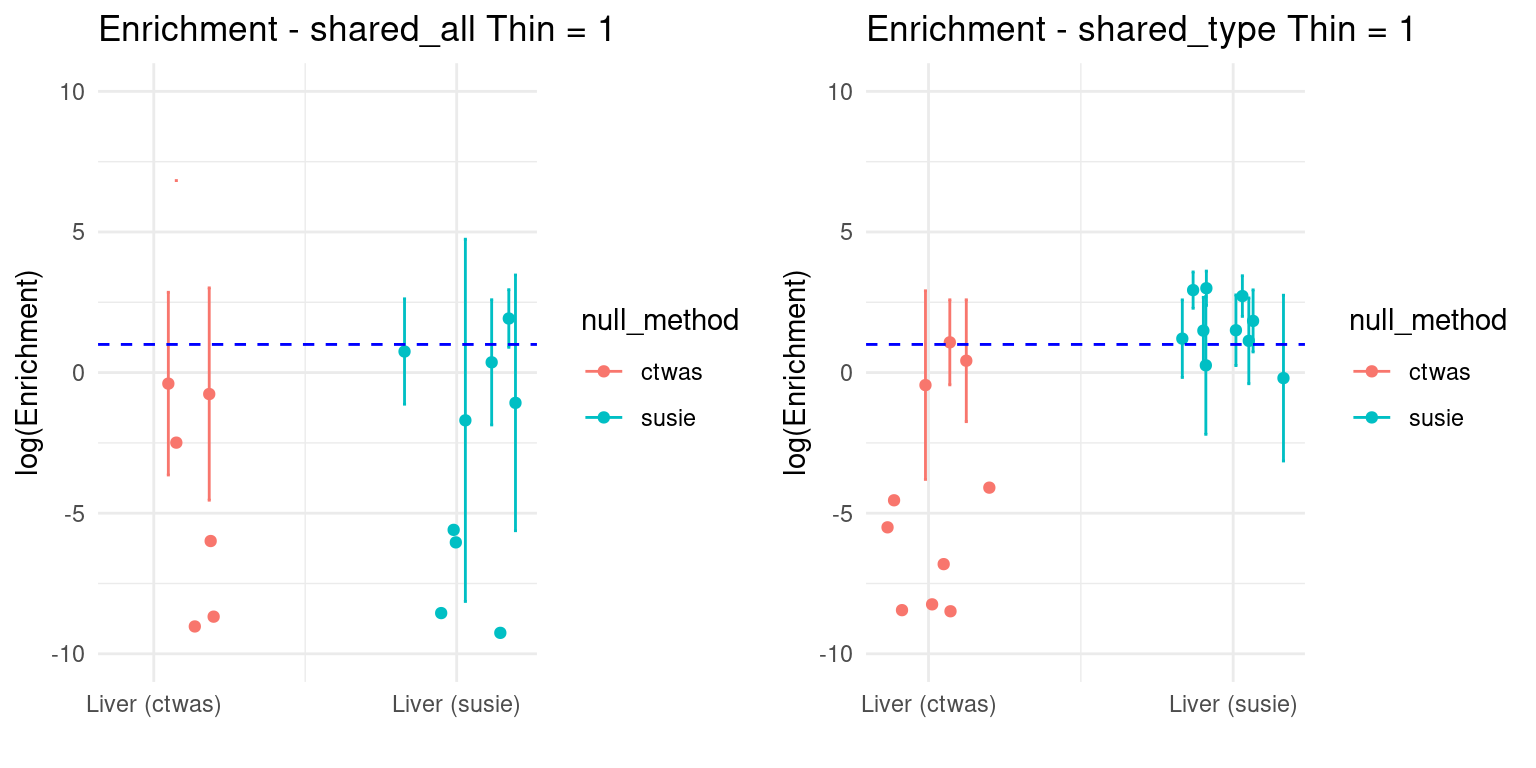 Enrichment - shared_all Thin = 1
10
5
0
-5
-10
log(Enrichment)
Liver (ctwas)
Liver (susie)
null_method
ctwas
susie
Enrichment - shared_type Thin = 1
10
5
0
-5
-10
log(Enrichment)
Liver (ctwas)
Liver (susie)
null_method
ctwas
susie